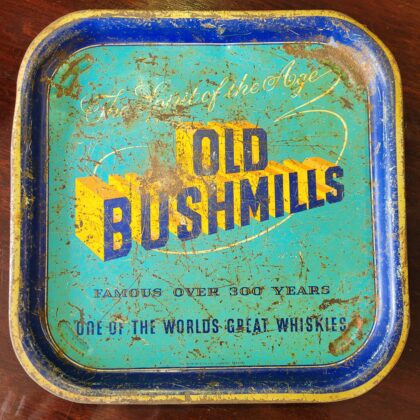 The Spirit of the Age
OLD
BUSHMILLS
FAMOUS OVER 300 YEARS
ONE OF THE WORLDS GREAT WHISKIES